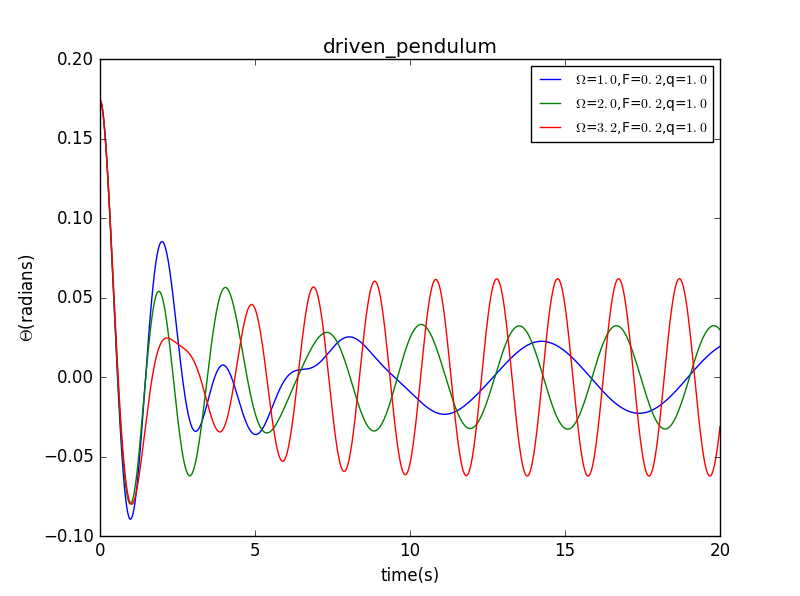 driven_pendulum
Ω=1.0,F=0.2,q=1.0
Ω=2.0,F=0.2,q=1.0
Ω=3.2,F=0.2,q=1.0
0.20
0.15
0.10
0.05
0.00
−0.05
−0.10
Θ(radians)
0 5 10 15 20
time(s)